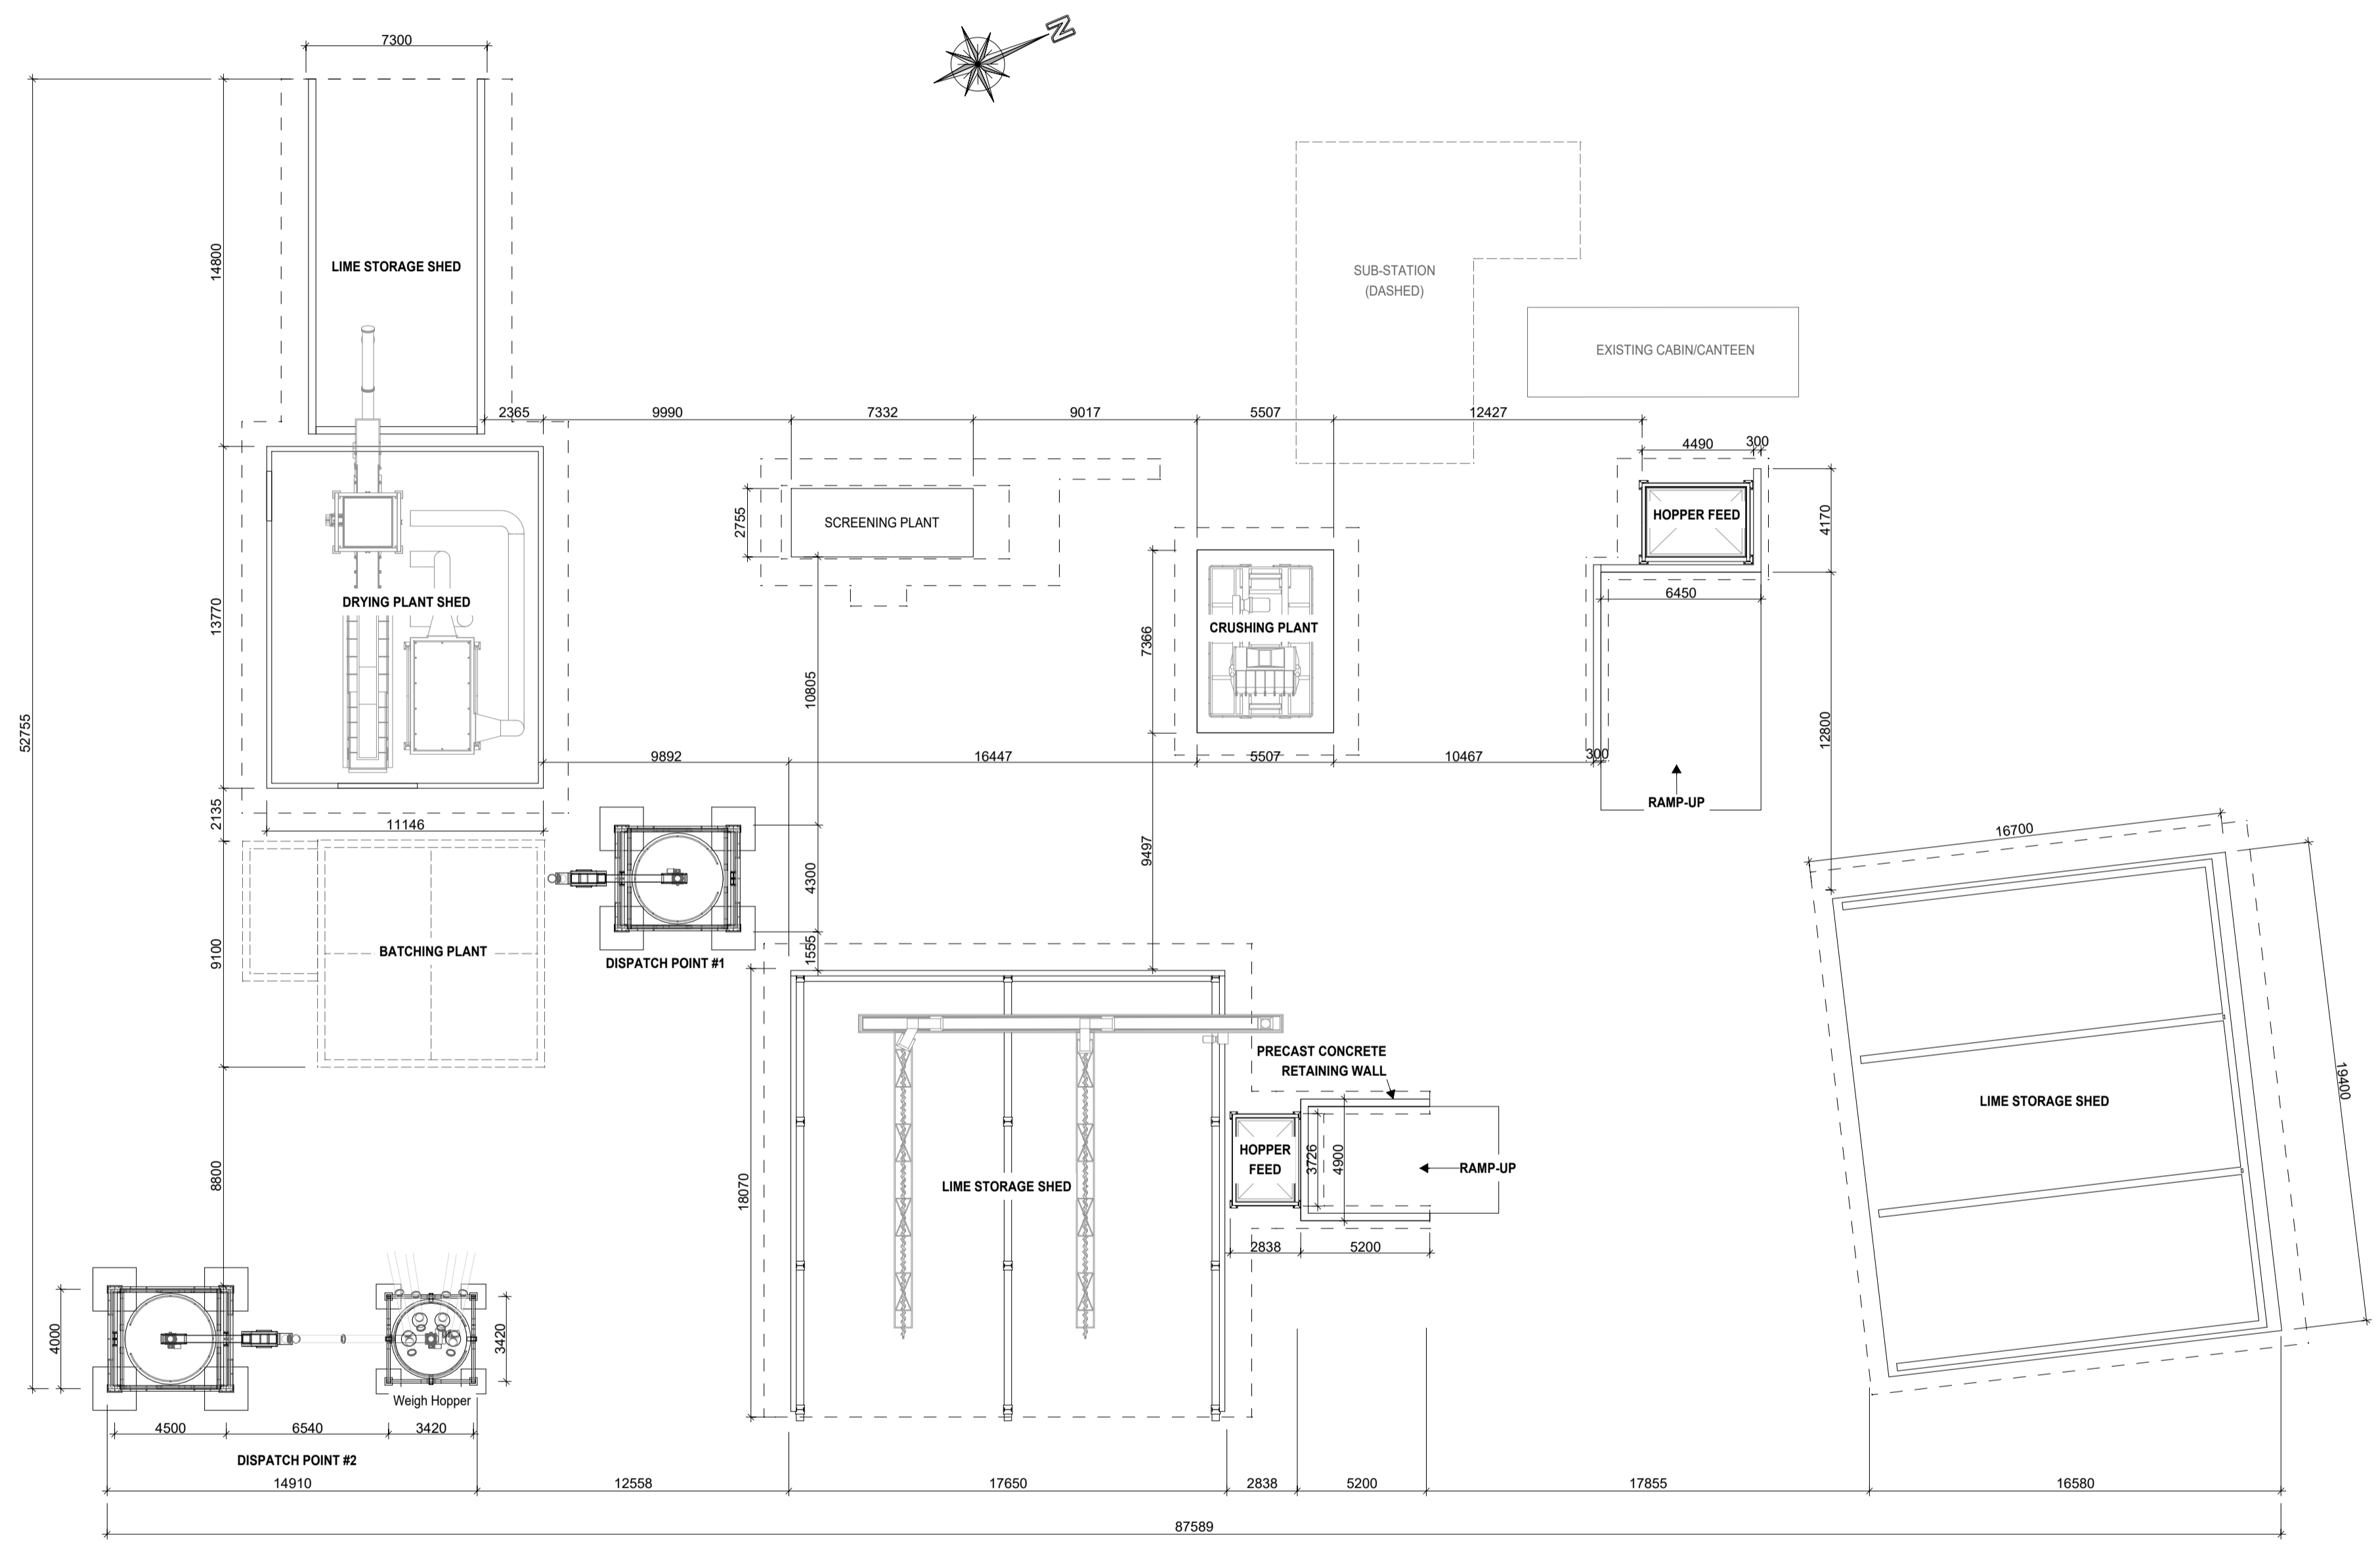 N
7300
14800
LIME STORAGE SHED
SUB-STATION
(DASHED)
EXISTING CABIN/CANTEEN
2365
9990
7332
9017
5507
12427
4490
300
2755
SCREENING PLANT
HOPPER FEED
4170
6450
13770
DRYING PLANT SHED
10805
7366
CRUSHING PLANT
52755
9892
16447
5507
10467
300
12800
RAMP-UP
2135
11146
4300
9497
16700
9100
BATCHING PLANT
1555
DISPATCH POINT #1
PRECAST CONCRETE
RETAINING WALL
LIME STORAGE SHED
19400
8800
18070
LIME STORAGE SHED
HOPPER
FEED
3726
4900
RAMP-UP
2838
5200
4000
3420
Weigh Hopper
4500
6540
3420
DISPATCH POINT #2
14910
12558
17650
2838
5200
17855
16580
87589